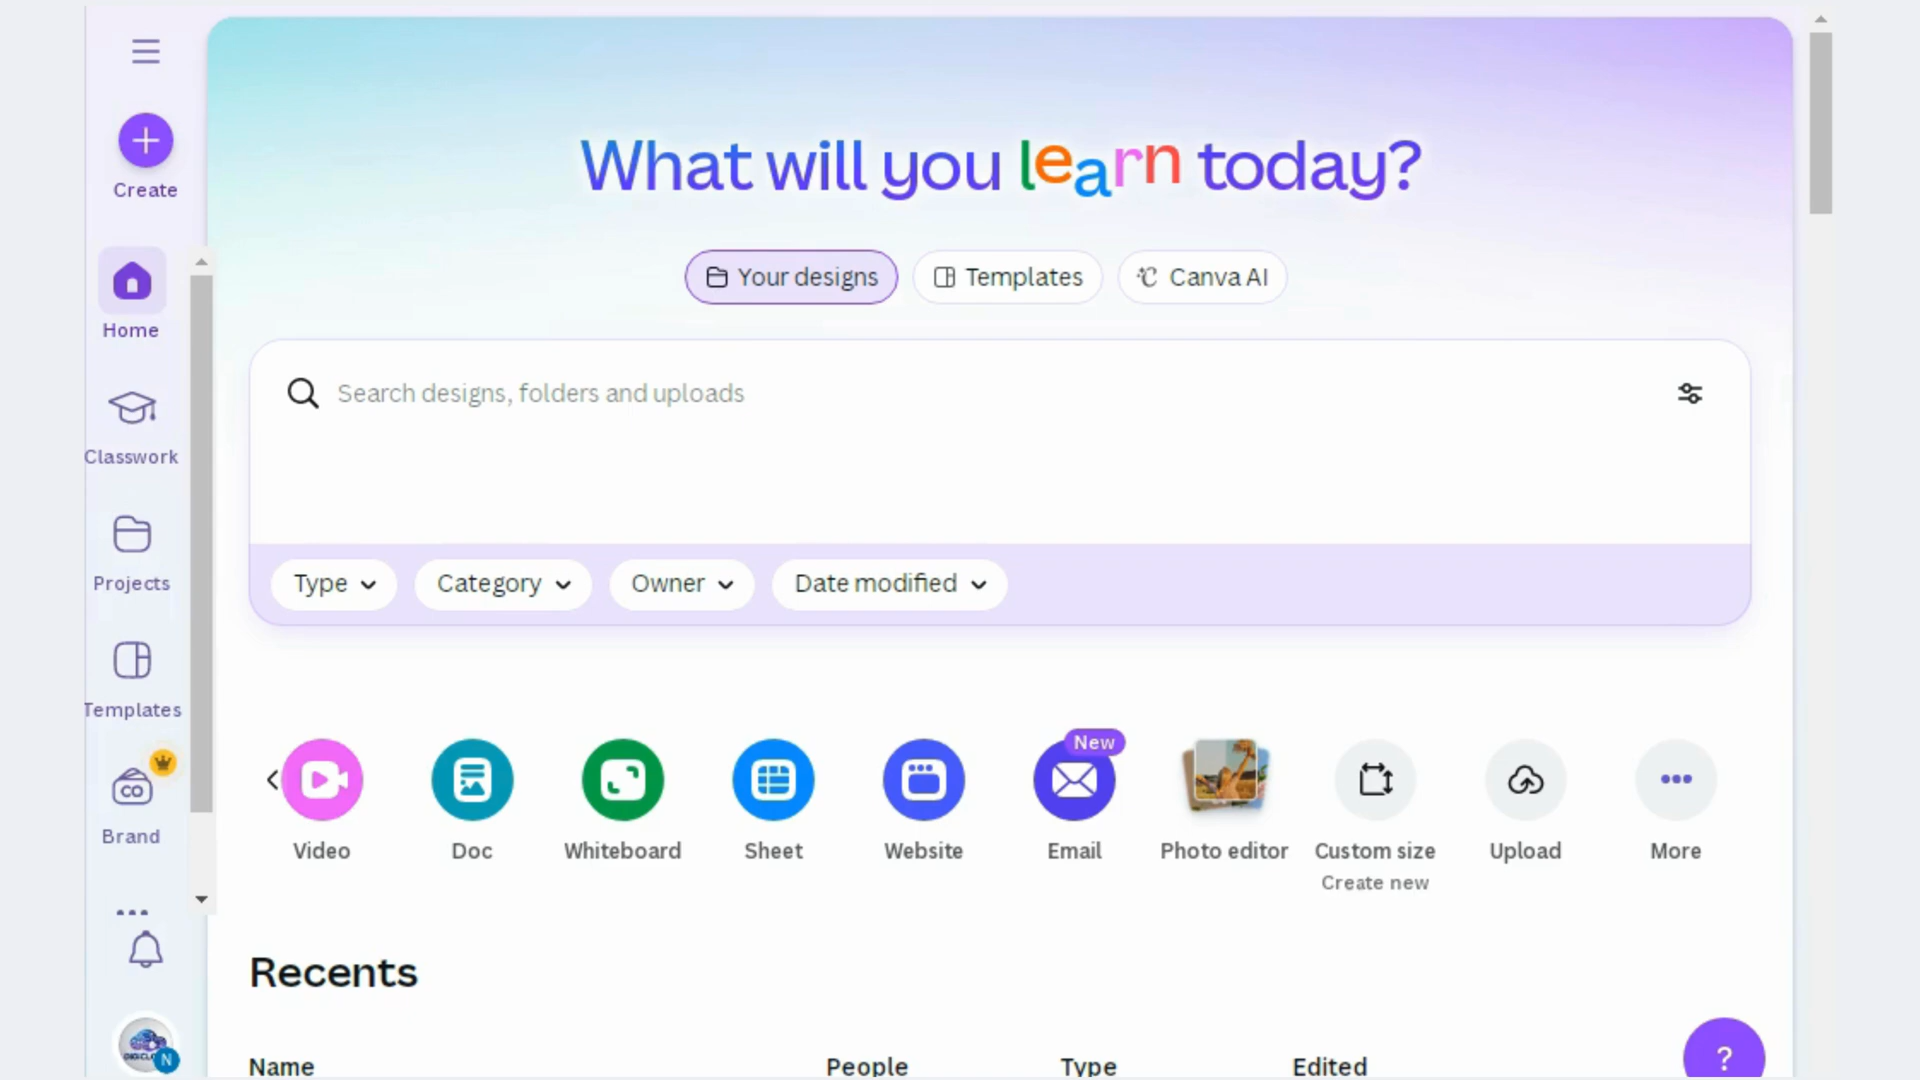 Create
Home
Classwork
Projects
Templates
CO
Brand
N
What will you learn today?
Your designs
Templates
Canva AI
Search designs, folders and uploads
Type
Category
Owner
Date modified
New
Video
Doc
Whiteboard
Sheet
Website
Email
Photo editor
Custom size
Create new
Upload
More
Recents
Name
People
Type
Edited
?